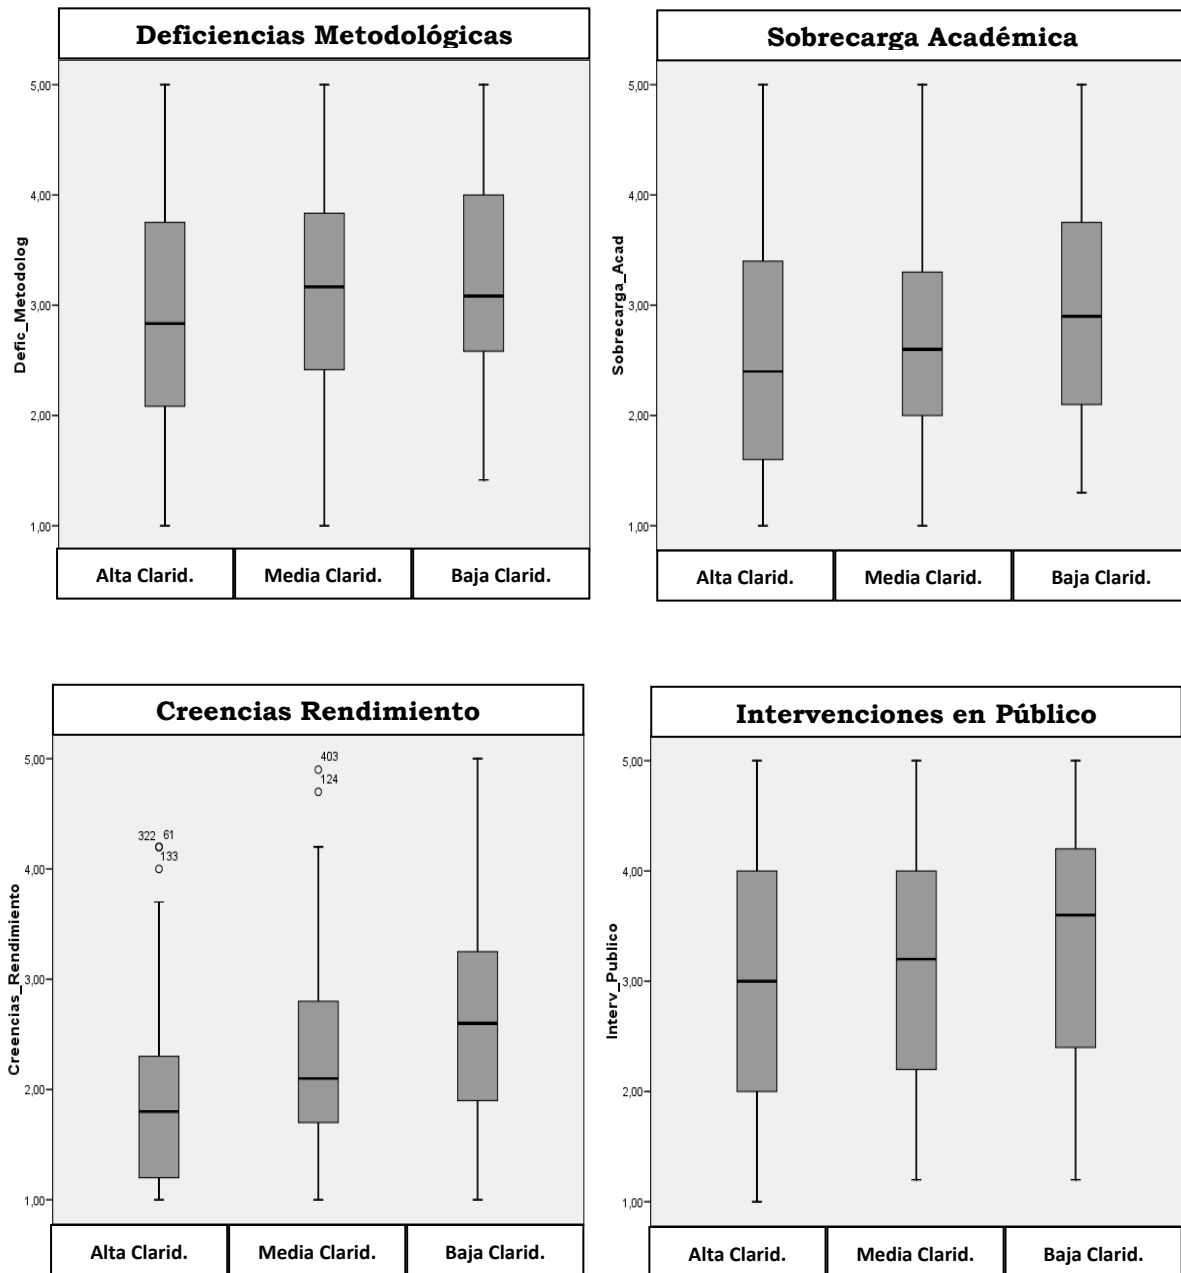 Deficiencias Metodológicas
5,00
4,00
3,00
2,00
1,00
Defic_Metodolog
Alta Clarid. Media Clarid. Baja Clarid.
Sobrecarga Académica
5,00
4,00
3,00
2,00
1,00
Sobrecarga_Acad
Alta Clarid. Media Clarid. Baja Clarid.
Creencias Rendimiento
5,00
4,00
3,00
2,00
1,00
Creencias_Rendimiento
403
124
322 61
133
Alta Clarid. Media Clarid. Baja Clarid.
Intervenciones en Público
5,00
4,00
3,00
2,00
1,00
Interv_Publico
Alta Clarid. Media Clarid. Baja Clarid.